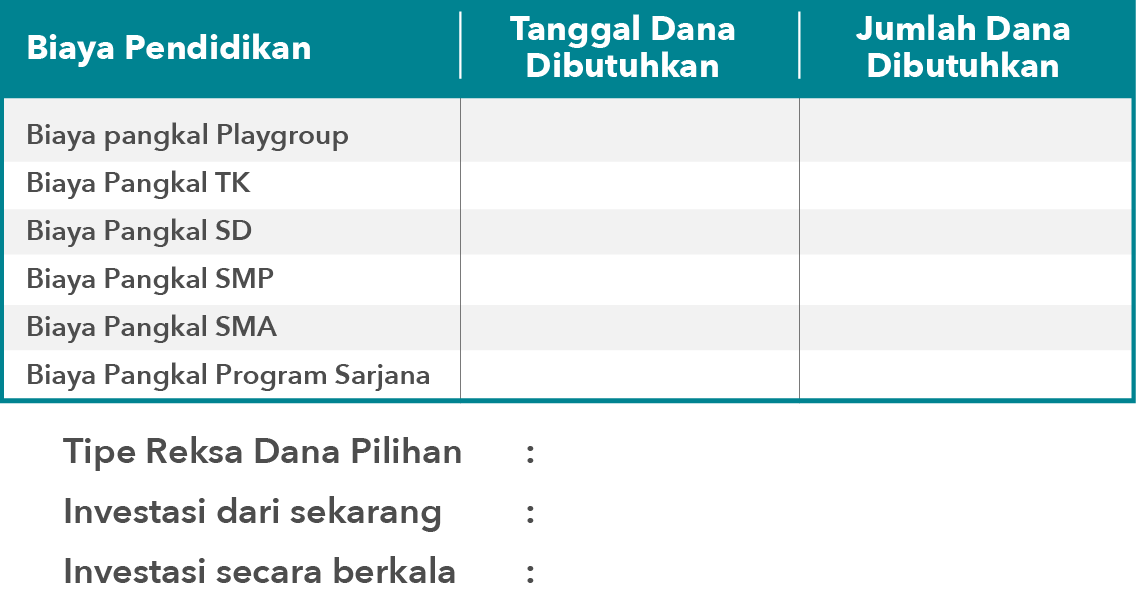 Biaya Pendidikan
Tanggal Dana
Dibutuhkan
Jumlah Dana
Dibutuhkan
Biaya pangkal Playgroup
Biaya Pangkal TK
Biaya Pangkal SD
Biaya Pangkal SMP
Biaya Pangkal SMA
Biaya Pangkal Program Sarjana
Tipe Reksa Dana Pilihan :
Investasi dari sekarang :
Investasi secara berkala :